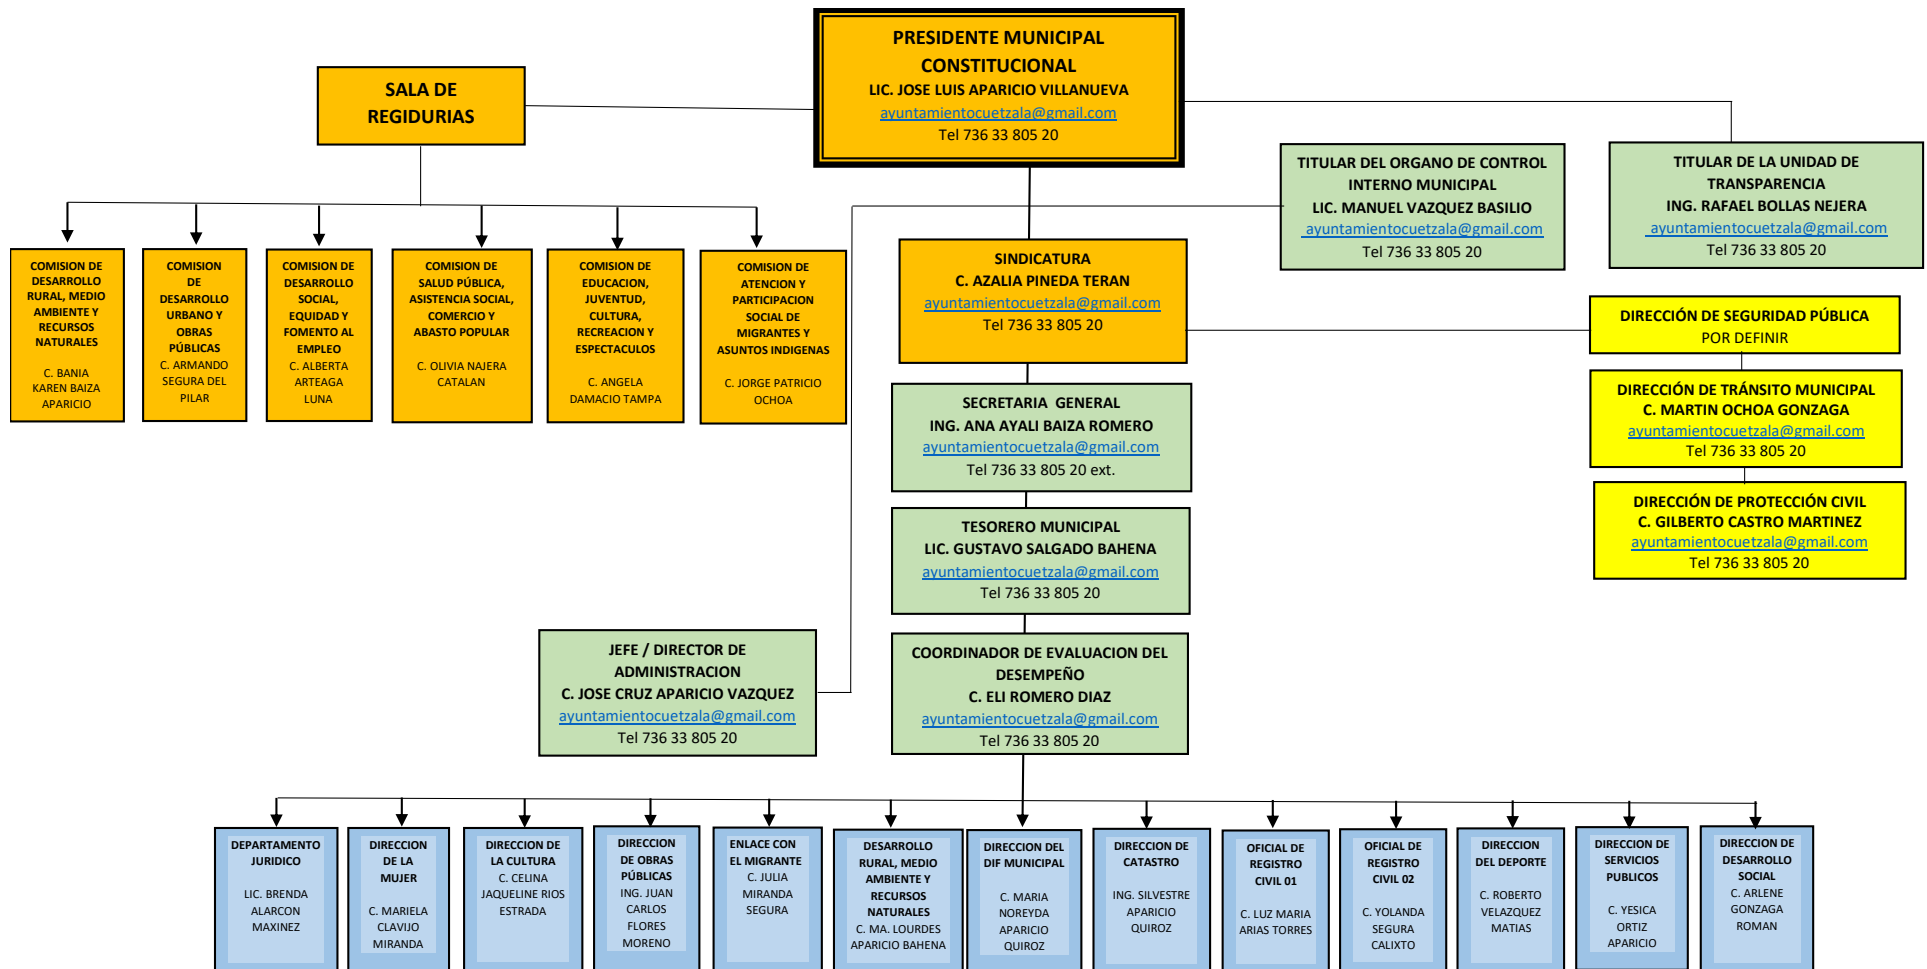 PRESIDENTE MUNICIPAL
CONSTITUCIONAL
LIC. JOSE LUIS APARICIO VILLANUEVA
ayuntamientocuetzala@gmail.com
Tel 736 33 805 20
SALA DE
REGIDURIAS
TITULAR DEL ORGANO DE CONTROL
INTERNO MUNICIPAL
LIC. MANUEL VAZQUEZ BASILIO
ayuntamientocuetzala@gmail.com
Tel 736 33 805 20
TITULAR DE LA UNIDAD DE
TRANSPARENCIA
ING. RAFAEL BOLLAS NEJERA
ayuntamientocuetzala@gmail.com
Tel 736 33 805 20
COMISION DE
DESARROLLO
RURAL, MEDIO
AMBIENTE Y
RECURSOS
NATURALES
C. BANIA
KAREN BAIZA
APARICIO
COMISION
DE
DESARROLLO
URBANO Y
OBRAS
PÚBLICAS
C. ARMANDO
SEGURA DEL
PILAR
COMISION DE
DESARROLLO
SOCIAL,
EQUIDAD Y
FOMENTO AL
EMPLEO
C. ALBERTA
ARTEAGA
LUNA
COMISION DE
SALUD PÚBLICA,
ASISTENCIA SOCIAL,
COMERCIO Y
ABASTO POPULAR
C. OLIVIA NAJERA
CATALAN
COMISION DE
EDUCACION,
JUVENTUD,
CULTURA,
RECREACION Y
ESPECTACULOS
C. ANGELA
DAMACIO TAMPA
COMISION DE
ATENCION Y
PARTICIPACION
SOCIAL DE
MIGRANTES Y
ASUNTOS INDIGENAS
C. JORGE PATRICIO
OCHOA
SINDICATURA
C. AZALIA PINEDA TERAN
ayuntamientocuetzala@gmail.com
Tel 736 33 805 20
DIRECCIÓN DE SEGURIDAD PÚBLICA
POR DEFINIR
DIRECCIÓN DE TRÁNSITO MUNICIPAL
C. MARTIN OCHOA GONZAGA
ayuntamientocuetzala@gmail.com
Tel 736 33 805 20
DIRECCIÓN DE PROTECCIÓN CIVIL
C. GILBERTO CASTRO MARTINEZ
ayuntamientocuetzala@gmail.com
Tel 736 33 805 20
SECRETARIA GENERAL
ING. ANA AYALI BAIZA ROMERO
ayuntamientocuetzala@gmail.com
Tel 736 33 805 20 ext.
TESORERO MUNICIPAL
LIC. GUSTAVO SALGADO BAHENA
ayuntamientocuetzala@gmail.com
Tel 736 33 805 20
JEFE / DIRECTOR DE
ADMINISTRACION
C. JOSE CRUZ APARICIO VAZQUEZ
ayuntamientocuetzala@gmail.com
Tel 736 33 805 20
COORDINADOR DE EVALUACION DEL
DESEMPEÑO
C. ELI ROMERO DIAZ
ayuntamientocuetzala@gmail.com
Tel 736 33 805 20
DEPARTAMENTO
JURIDICO
LIC. BRENDA
ALARCON
MAXINEZ
DIRECCION
DE LA
MUJER
C. MARIELA
CLAVIJO
MIRANDA
DIRECCION DE
LA CULTURA
C. CELINA
JAQUELINE RIOS
ESTRADA
DIRECCION
DE OBRAS
PÚBLICAS
ING. JUAN
CARLOS
FLORES
MORENO
ENLACE CON
EL MIGRANTE
C. JULIA
MIRANDA
SEGURA
DESARROLLO
RURAL, MEDIO
AMBIENTE Y
RECURSOS
NATURALES
C. MA. LOURDES
APARICIO BAHENA
DIRECCION DEL
DIF MUNICIPAL
C. MARIA
NOREYDA
APARICIO
QUIROZ
DIRECCION DE
CATASTRO
ING. SILVESTRE
APARICIO
QUIROZ
OFICIAL DE
REGISTRO
CIVIL 01
C. LUZ MARIA
ARIAS TORRES
OFICIAL DE
REGISTRO
CIVIL 02
C. YOLANDA
SEGURA
CALIXTO
DIRECCION
DEL DEPORTE
C. ROBERTO
VELAZQUEZ
MATIAS
DIRECCION DE
SERVICIOS
PUBLICOS
C. YESICA
ORTIZ
APARICIO
DIRECCION DE
DESARROLLO
SOCIAL
C. ARLENE
GONZAGA
ROMAN